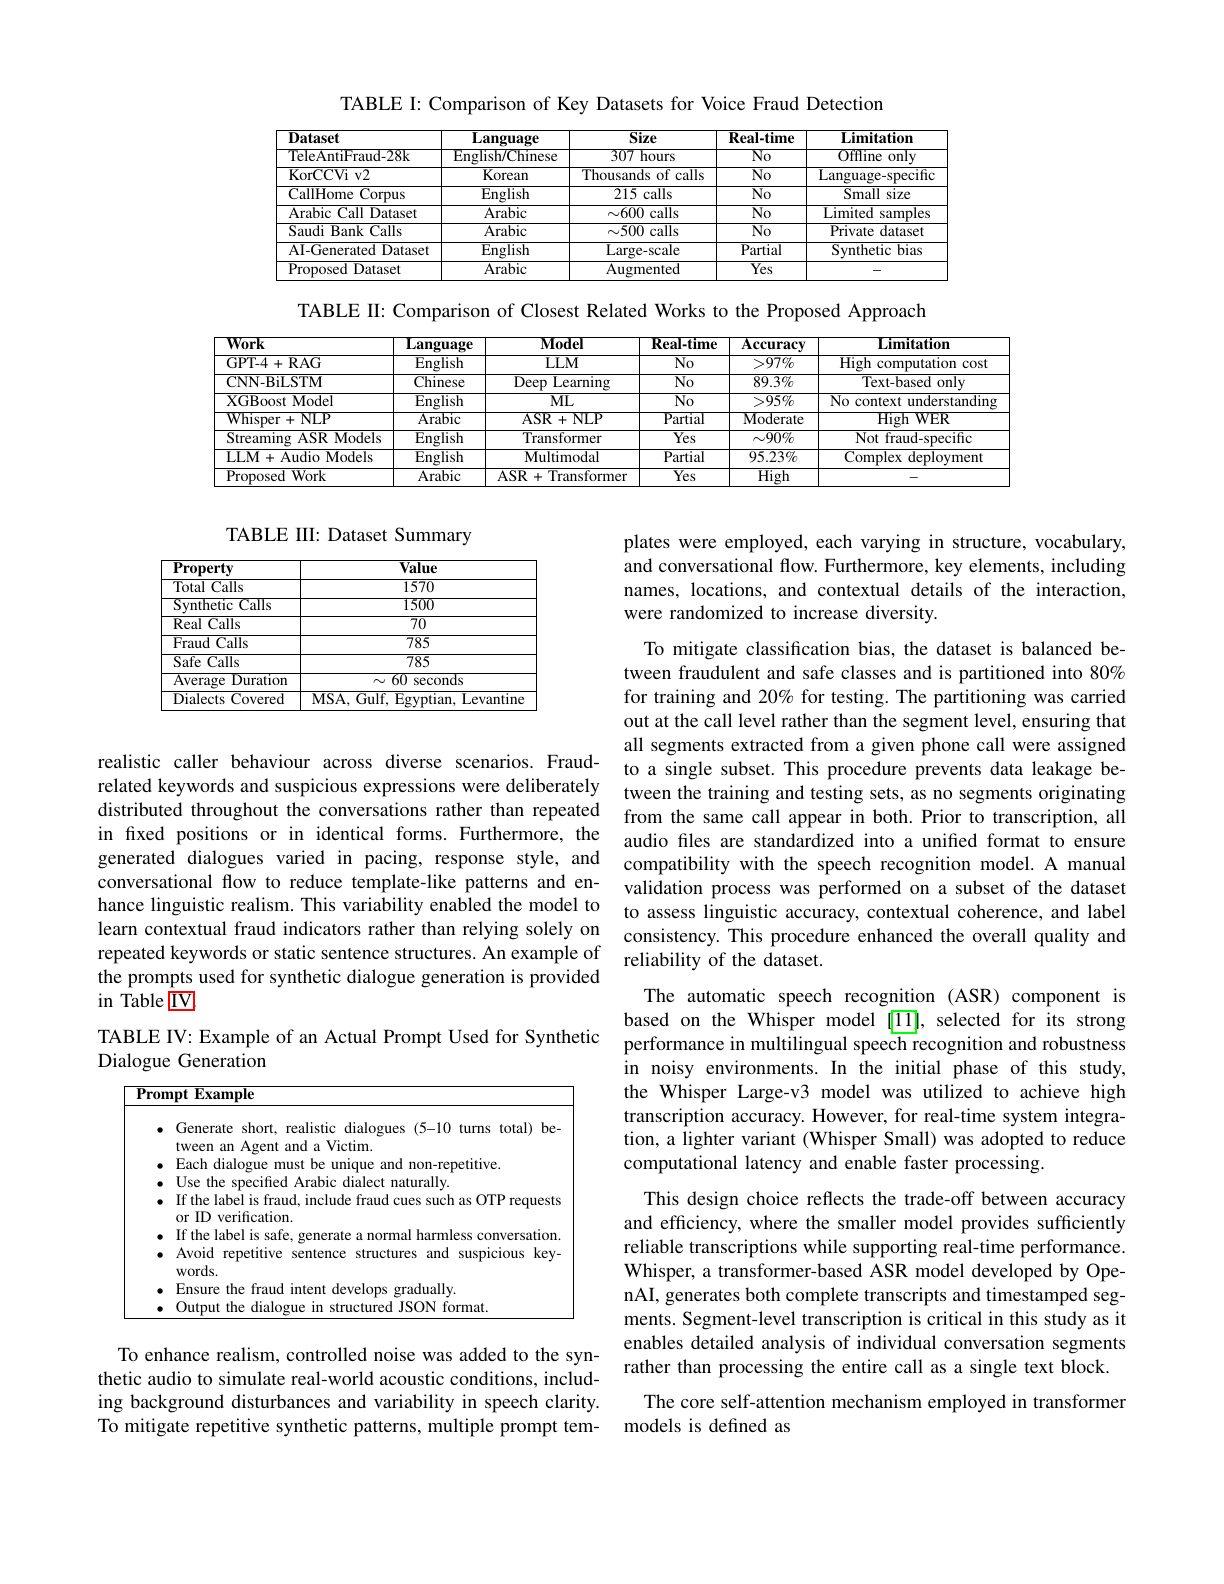 TABLE I: Comparison of Key Datasets for Voice Fraud Detection
Dataset Language Size Real-time Limitation
TeleAntiFraud-28k English/Chinese 307 hours No Offline only
KorCCVi v2 Korean Thousands of calls No Language-specific
CallHome Corpus English 215 calls No Small size
Arabic Call Dataset Arabic ~600 calls No Limited samples
Saudi Bank Calls Arabic ~500 calls No Private dataset
AI-Generated Dataset English Large-scale Partial Synthetic bias
Proposed Dataset Arabic Augmented Yes –
TABLE II: Comparison of Closest Related Works to the Proposed Approach
Work Language Model Real-time Accuracy Limitation
GPT-4 + RAG English LLM No >97% High computation cost
CNN-BiLSTM Chinese Deep Learning No 89.3% Text-based only
XGBoost Model English ML No >95% No context understanding
Whisper + NLP Arabic ASR + NLP Partial Moderate High WER
Streaming ASR Models English Transformer Yes ~90% Not fraud-specific
LLM + Audio Models English Multimodal Partial 95.23% Complex deployment
Proposed Work Arabic ASR + Transformer Yes High –
TABLE III: Dataset Summary
Property Value
Total Calls 1570
Synthetic Calls 1500
Real Calls 70
Fraud Calls 785
Safe Calls 785
Average Duration ~ 60 seconds
Dialects Covered MSA, Gulf, Egyptian, Levantine
realistic caller behaviour across diverse scenarios. Fraud-
related keywords and suspicious expressions were deliberately
distributed throughout the conversations rather than repeated
in fixed positions or in identical forms. Furthermore, the
generated dialogues varied in pacing, response style, and
conversational flow to reduce template-like patterns and en-
hance linguistic realism. This variability enabled the model to
learn contextual fraud indicators rather than relying solely on
repeated keywords or static sentence structures. An example of
the prompts used for synthetic dialogue generation is provided
in Table IV
TABLE IV: Example of an Actual Prompt Used for Synthetic
Dialogue Generation
Prompt Example
• Generate short, realistic dialogues (5–10 turns total) be-
tween an Agent and a Victim.
• Each dialogue must be unique and non-repetitive.
• Use the specified Arabic dialect naturally.
• If the label is fraud, include fraud cues such as OTP requests
or ID verification.
• If the label is safe, generate a normal harmless conversation.
• Avoid repetitive sentence structures and suspicious key-
words.
• Ensure the fraud intent develops gradually.
• Output the dialogue in structured JSON format.
To enhance realism, controlled noise was added to the syn-
thetic audio to simulate real-world acoustic conditions, includ-
ing background disturbances and variability in speech clarity.
To mitigate repetitive synthetic patterns, multiple prompt tem-
plates were employed, each varying in structure, vocabulary,
and conversational flow. Furthermore, key elements, including
names, locations, and contextual details of the interaction,
were randomized to increase diversity.
To mitigate classification bias, the dataset is balanced be-
tween fraudulent and safe classes and is partitioned into 80%
for training and 20% for testing. The partitioning was carried
out at the call level rather than the segment level, ensuring that
all segments extracted from a given phone call were assigned
to a single subset. This procedure prevents data leakage be-
tween the training and testing sets, as no segments originating
from the same call appear in both. Prior to transcription, all
audio files are standardized into a unified format to ensure
compatibility with the speech recognition model. A manual
validation process was performed on a subset of the dataset
to assess linguistic accuracy, contextual coherence, and label
consistency. This procedure enhanced the overall quality and
reliability of the dataset.
The automatic speech recognition (ASR) component is
based on the Whisper model [11], selected for its strong
performance in multilingual speech recognition and robustness
in noisy environments. In the initial phase of this study,
the Whisper Large-v3 model was utilized to achieve high
transcription accuracy. However, for real-time system integra-
tion, a lighter variant (Whisper Small) was adopted to reduce
computational latency and enable faster processing.
This design choice reflects the trade-off between accuracy
and efficiency, where the smaller model provides sufficiently
reliable transcriptions while supporting real-time performance.
Whisper, a transformer-based ASR model developed by Ope-
nAI, generates both complete transcripts and timestamped seg-
ments. Segment-level transcription is critical in this study as it
enables detailed analysis of individual conversation segments
rather than processing the entire call as a single text block.
The core self-attention mechanism employed in transformer
models is defined as